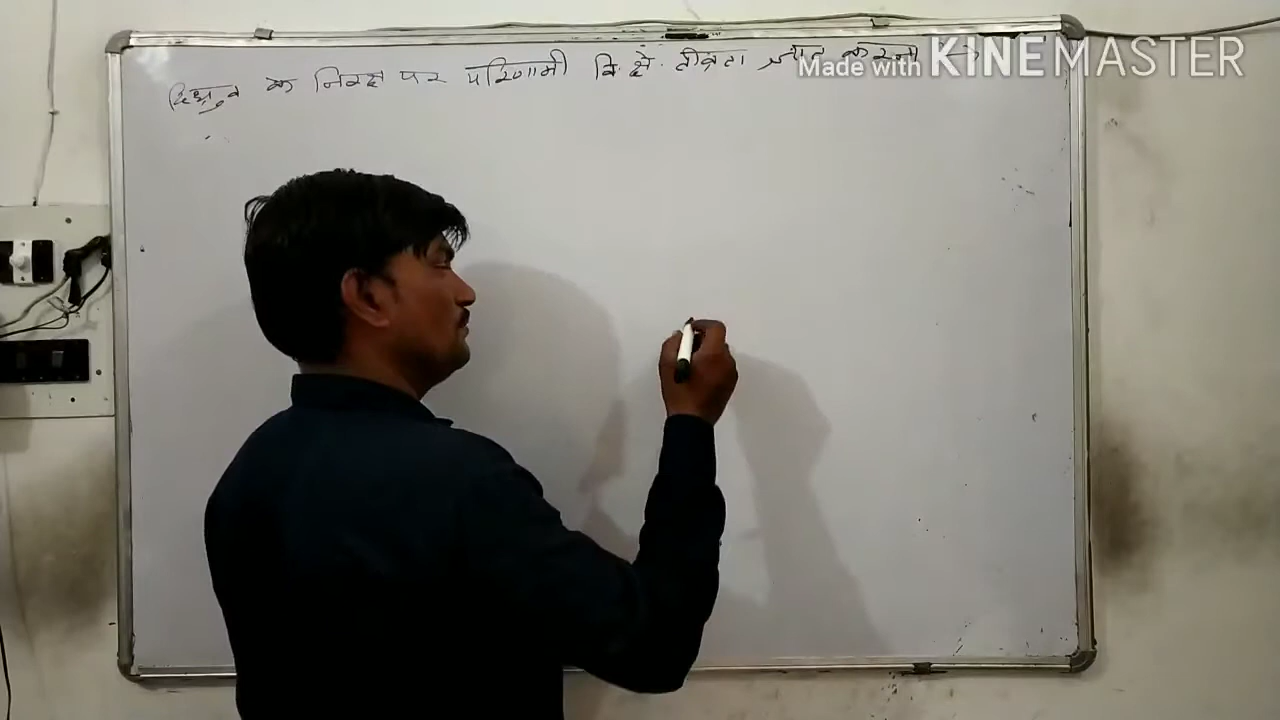 द्विध्रुव के निरक्ष पर परिणामी वि. क्षे. तीव्रता ज्ञात करना →
Made with KINEMASTER